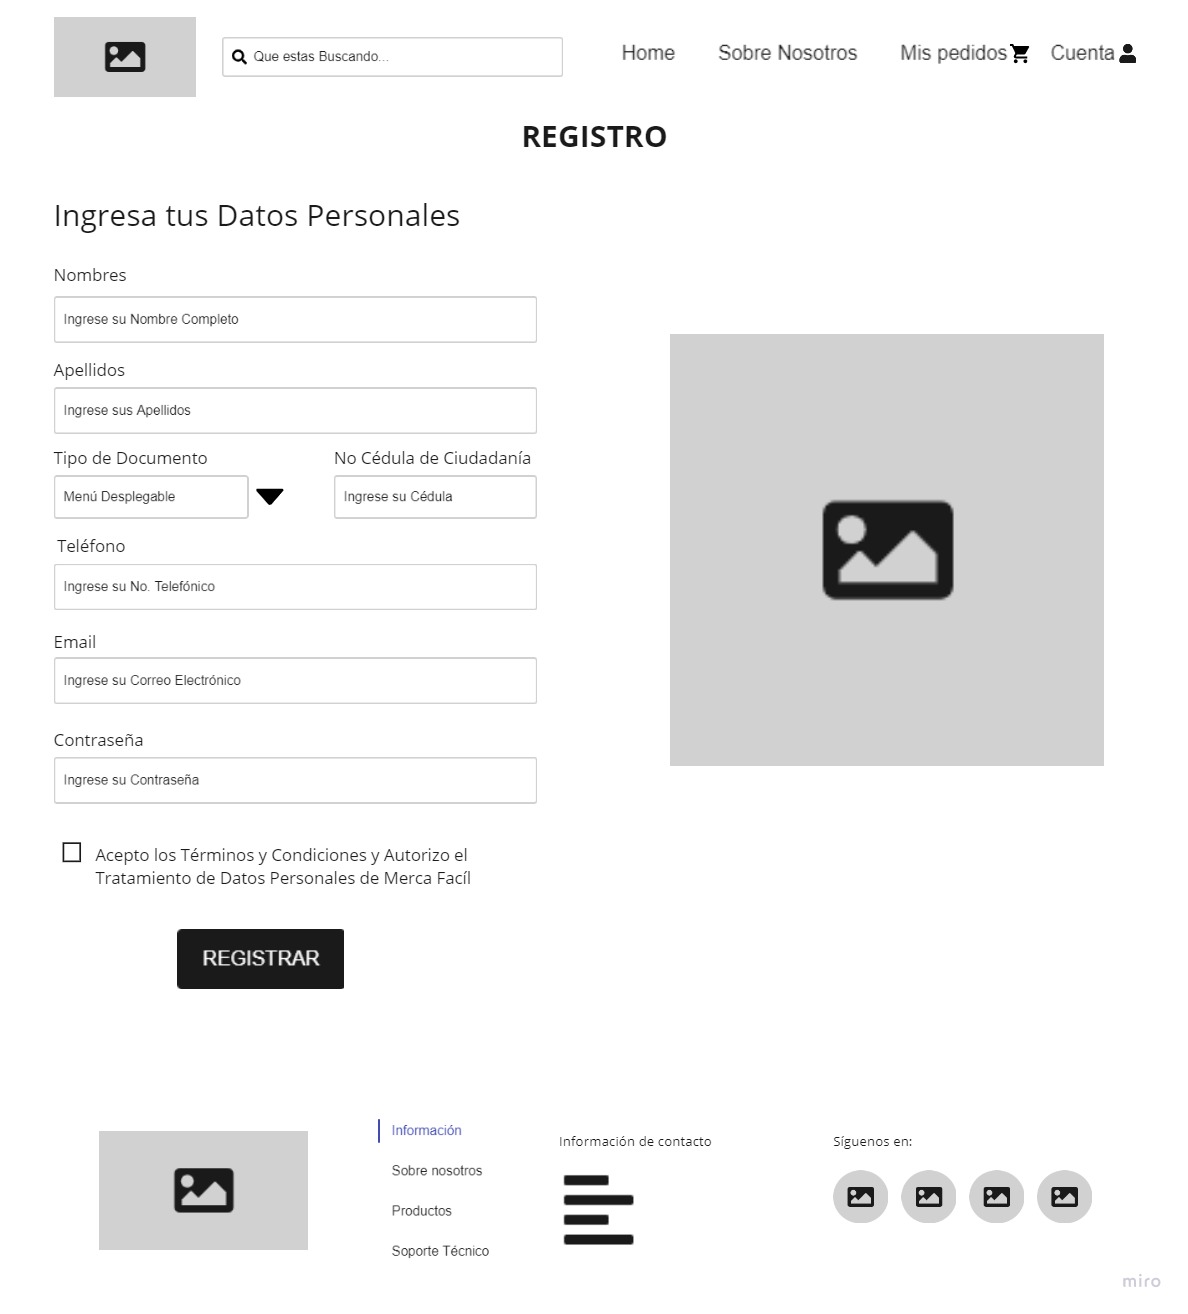 Que estas Buscando...
Home
Sobre Nosotros
Mis pedidos
Cuenta
REGISTRO
Ingresa tus Datos Personales
Nombres
Ingrese su Nombre Completo
Apellidos
Ingrese sus Apellidos
Tipo de Documento
No Cédula de Ciudadanía
Menú Desplegable
Ingrese su Cédula
Teléfono
Ingrese su No. Telefónico
Email
Ingrese su Correo Electrónico
Contraseña
Ingrese su Contraseña
Acepto los Términos y Condiciones y Autorizo el
Tratamiento de Datos Personales de Merca Facíl
REGISTRAR
Información
Sobre nosotros
Productos
Soporte Técnico
Información de contacto
Síguenos en:
miro